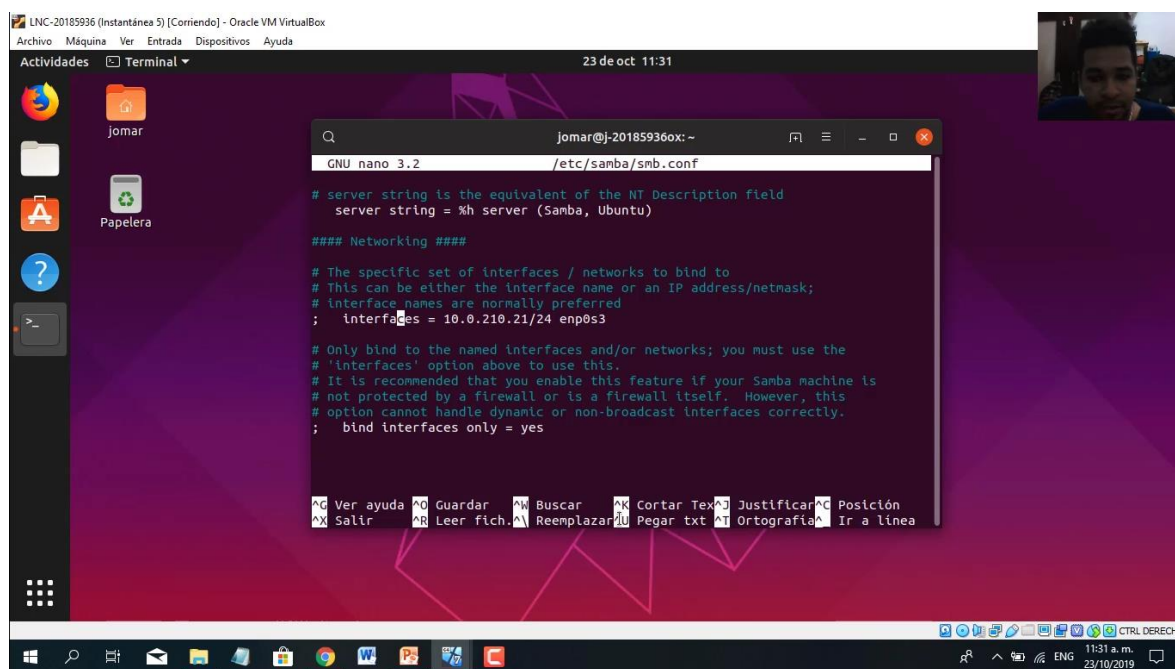 LNC-20185936 (Instantánea 5) [Corriendo] - Oracle VM VirtualBox
Archivo Máquina Ver Entrada Dispositivos Ayuda
Actividades Terminal 23 de oct 11:31
jomar
Papelera
jomar@j-20185936ox: ~
GNU nano 3.2 /etc/samba/smb.conf
# server string is the equivalent of the NT Description field
server string = %h server (Samba, Ubuntu)
#### Networking ####
# The specific set of interfaces / networks to bind to
# This can be either the interface name or an IP address/netmask;
# interface names are normally preferred
; interfaces = 10.0.210.21/24 enp0s3
# Only bind to the named interfaces and/or networks; you must use the
# 'interfaces' option above to use this.
# It is recommended that you enable this feature if your Samba machine is
# not protected by a firewall or is a firewall itself. However, this
# option cannot handle dynamic or non-broadcast interfaces correctly.
; bind interfaces only = yes
^G Ver ayuda ^O Guardar ^W Buscar ^K Cortar Tex^J Justificar^C Posición
^X Salir ^R Leer fich.^\ Reemplazar^U Pegar txt ^T Ortografía^_ Ir a línea
CTRL DERECH
ENG 11:31 a. m.
23/10/2019